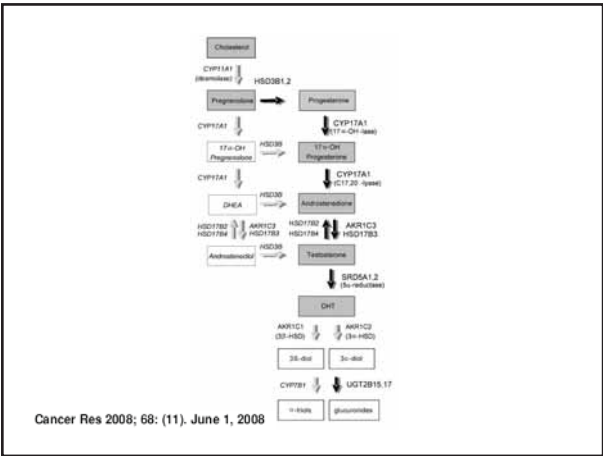 Cholesterol
CYP11A1
(desmolase)
HSD3B1,2
Pregnenolone
Progesterone
CYP17A1
CYP17A1
(17α-OH-lase)
17α-OH
Pregnenolone
HSD3B
17α-OH
Progesterone
CYP17A1
CYP17A1
(C17,20 -lyase)
DHEA
HSD3B
Androstenedione
HSD17B2
HSD17B4
AKR1C3
HSD17B3
HSD17B2
HSD17B4
AKR1C3
HSD17B3
Androstenediol
HSD3B
Testosterone
SRD5A1,2
(5α-reductase)
DHT
AKR1C1
(3β-HSD)
AKR1C2
(3α-HSD)
3β-diol
3α-diol
CYP7B1
UGT2B15,17
glucuronides
Cancer Res 2008; 68: (11). June 1, 2008